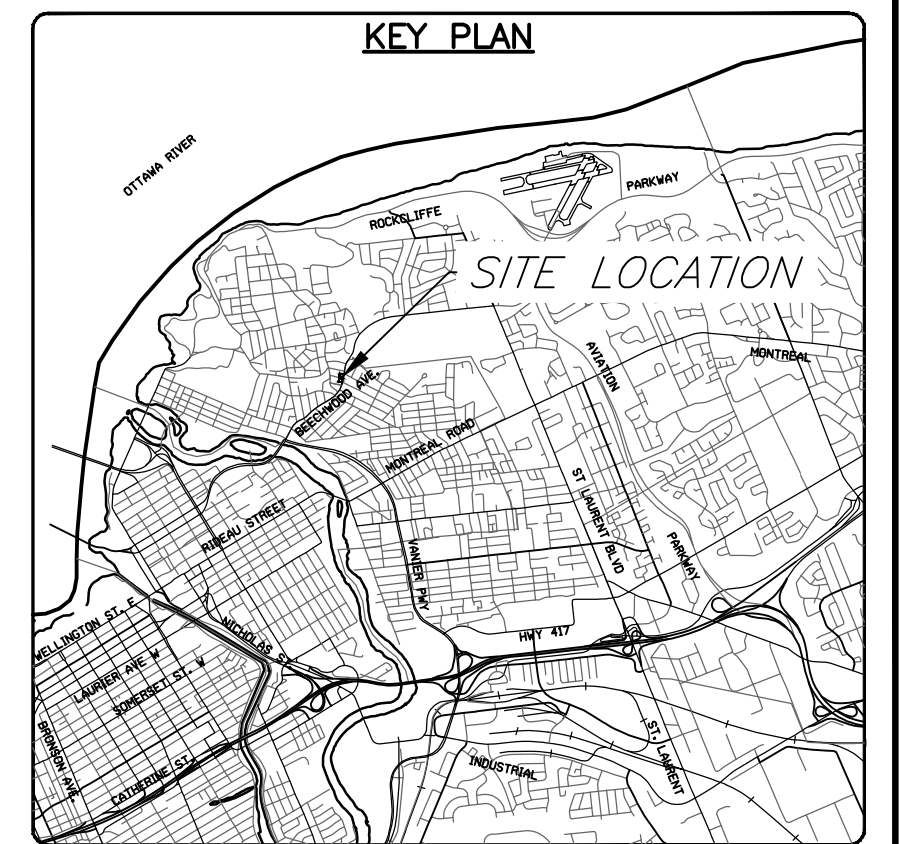 KEY PLAN
OTTAWA RIVER
PARKWAY
ROCKCLIFFE
SITE LOCATION
AVIATION
MONTREAL
BEECHWOOD AVE.
MONTREAL ROAD
ST LAURENT BLVD
RIDEAU STREET
VANIER PWY
PARKWAY
WELLINGTON ST.
NICHOLAS
HWY 417
LAURIER AVE W
SOMERSET ST. W
BRONSON AVE.
CATHERINE ST.
INDUSTRIAL
ST. LAURENT